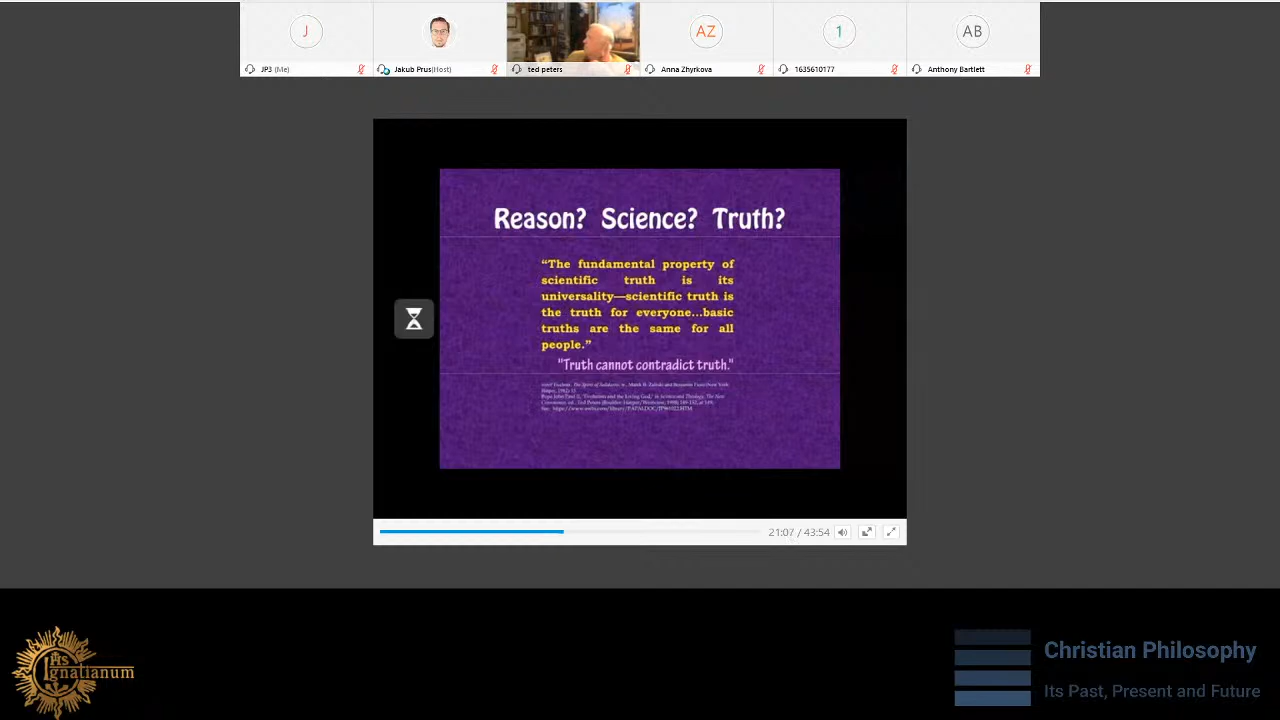 J
AZ
1
AB
JP3 (Me)
Jakub Prus(Host)
ted peters
Anna Zhyrkova
1635610177
Anthony Bartlett
Reason? Science? Truth?
“The fundamental property of
scientific truth is its
universality—scientific truth is
the truth for everyone...basic
truths are the same for all
people.”
"Truth cannot contradict truth."
21:07 / 43:54
IHS
Ignatianum
Christian Philosophy
Its Past, Present and Future